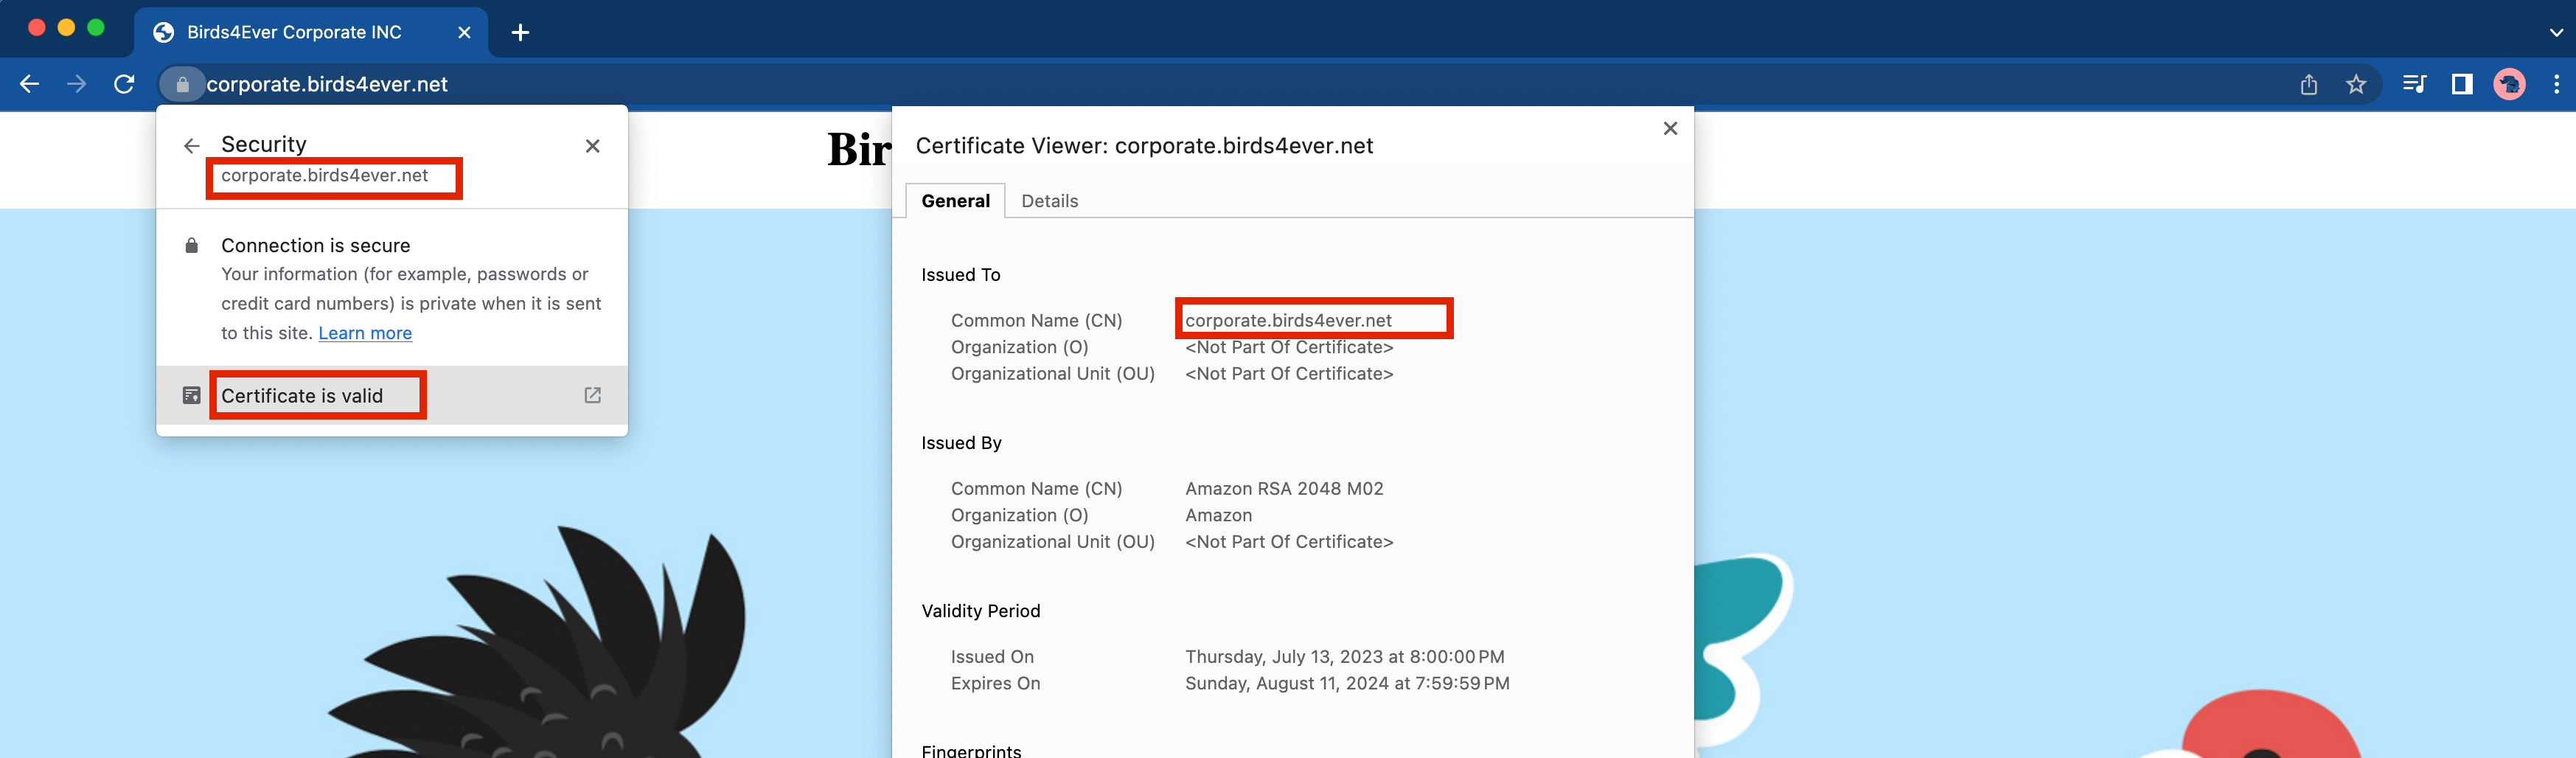 Birds4Ever Corporate INC
corporate.birds4ever.net
Security
corporate.birds4ever.net
Connection is secure
Your information (for example, passwords or
credit card numbers) is private when it is sent
to this site. Learn more
Certificate is valid
Bir
Certificate Viewer: corporate.birds4ever.net
General Details
Issued To
Common Name (CN) corporate.birds4ever.net
Organization (O) <Not Part Of Certificate>
Organizational Unit (OU) <Not Part Of Certificate>
Issued By
Common Name (CN) Amazon RSA 2048 M02
Organization (O) Amazon
Organizational Unit (OU) <Not Part Of Certificate>
Validity Period
Issued On Thursday, July 13, 2023 at 8:00:00 PM
Expires On Sunday, August 11, 2024 at 7:59:59 PM
Fingerprints